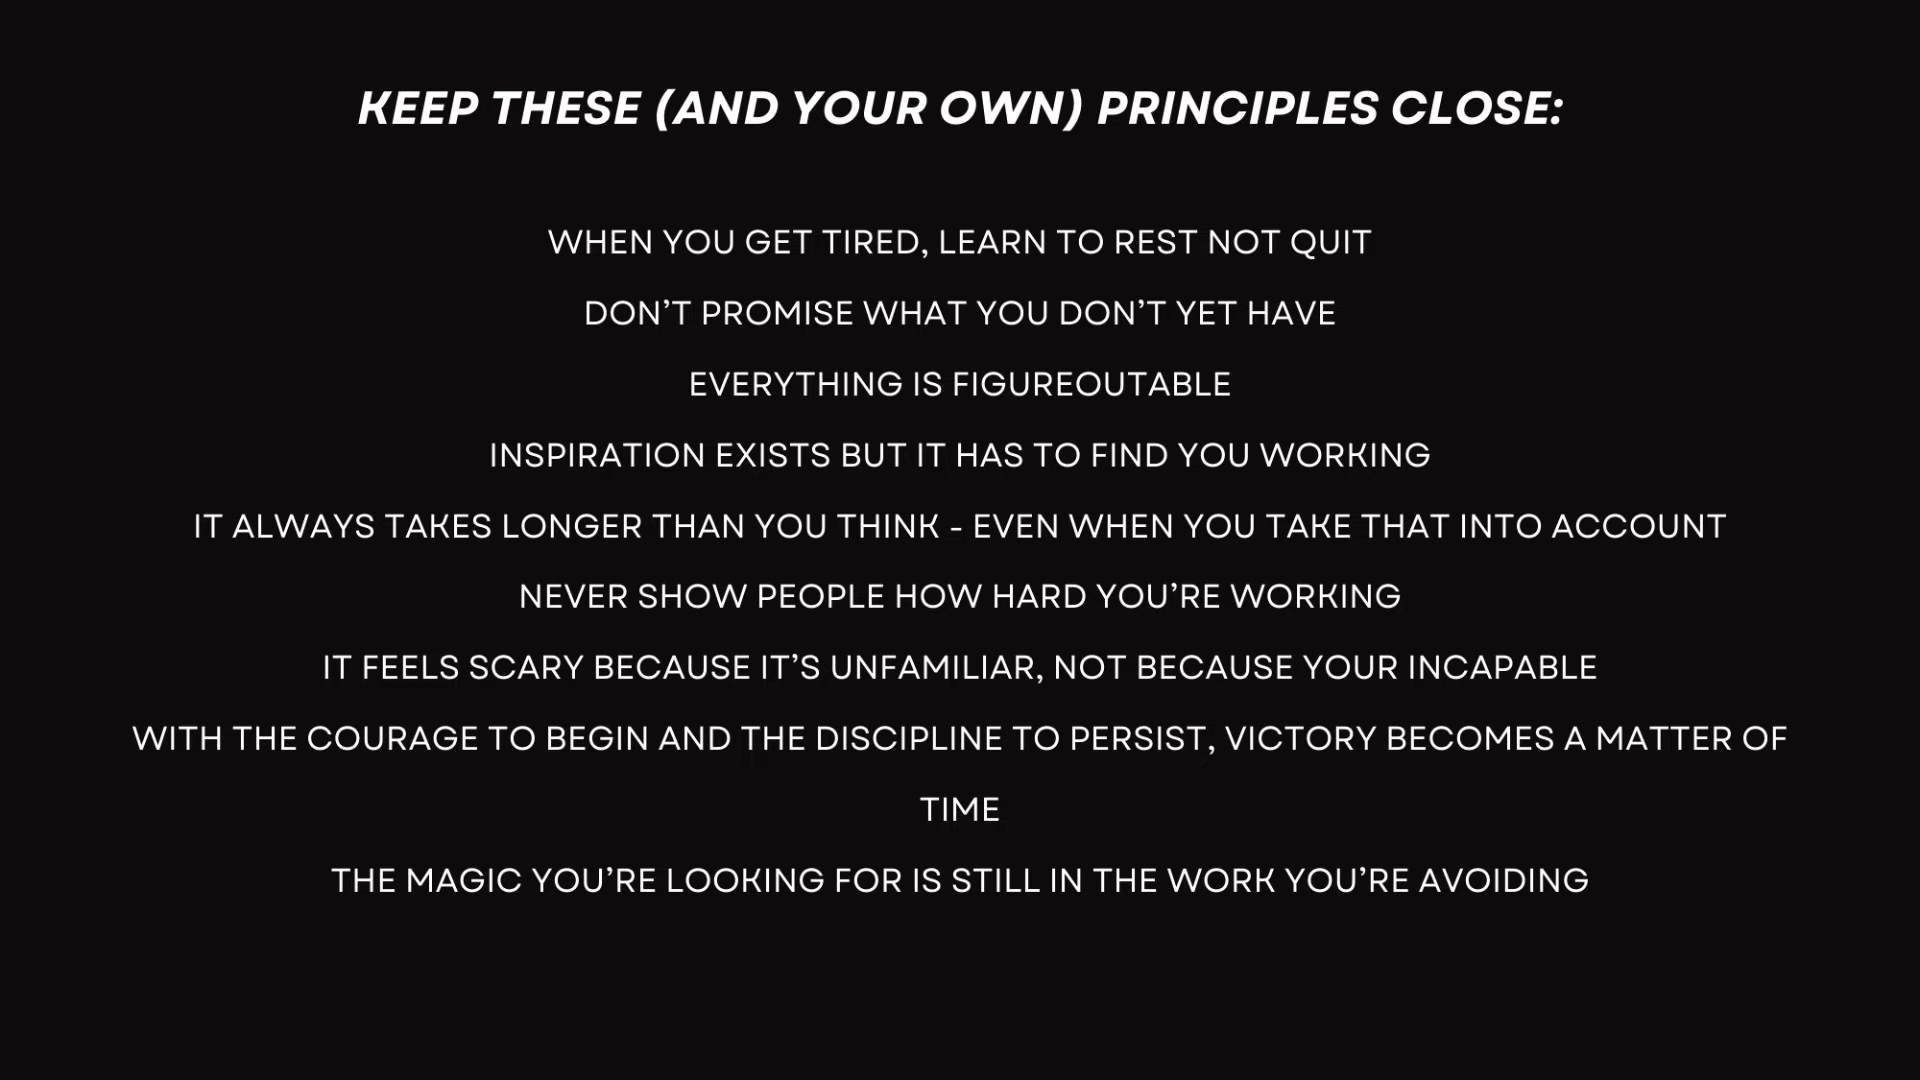 KEEP THESE (AND YOUR OWN) PRINCIPLES CLOSE:
WHEN YOU GET TIRED, LEARN TO REST NOT QUIT
DON’T PROMISE WHAT YOU DON’T YET HAVE
EVERYTHING IS FIGUREOUTABLE
INSPIRATION EXISTS BUT IT HAS TO FIND YOU WORKING
IT ALWAYS TAKES LONGER THAN YOU THINK - EVEN WHEN YOU TAKE THAT INTO ACCOUNT
NEVER SHOW PEOPLE HOW HARD YOU’RE WORKING
IT FEELS SCARY BECAUSE IT’S UNFAMILIAR, NOT BECAUSE YOUR INCAPABLE
WITH THE COURAGE TO BEGIN AND THE DISCIPLINE TO PERSIST, VICTORY BECOMES A MATTER OF
TIME
THE MAGIC YOU’RE LOOKING FOR IS STILL IN THE WORK YOU’RE AVOIDING